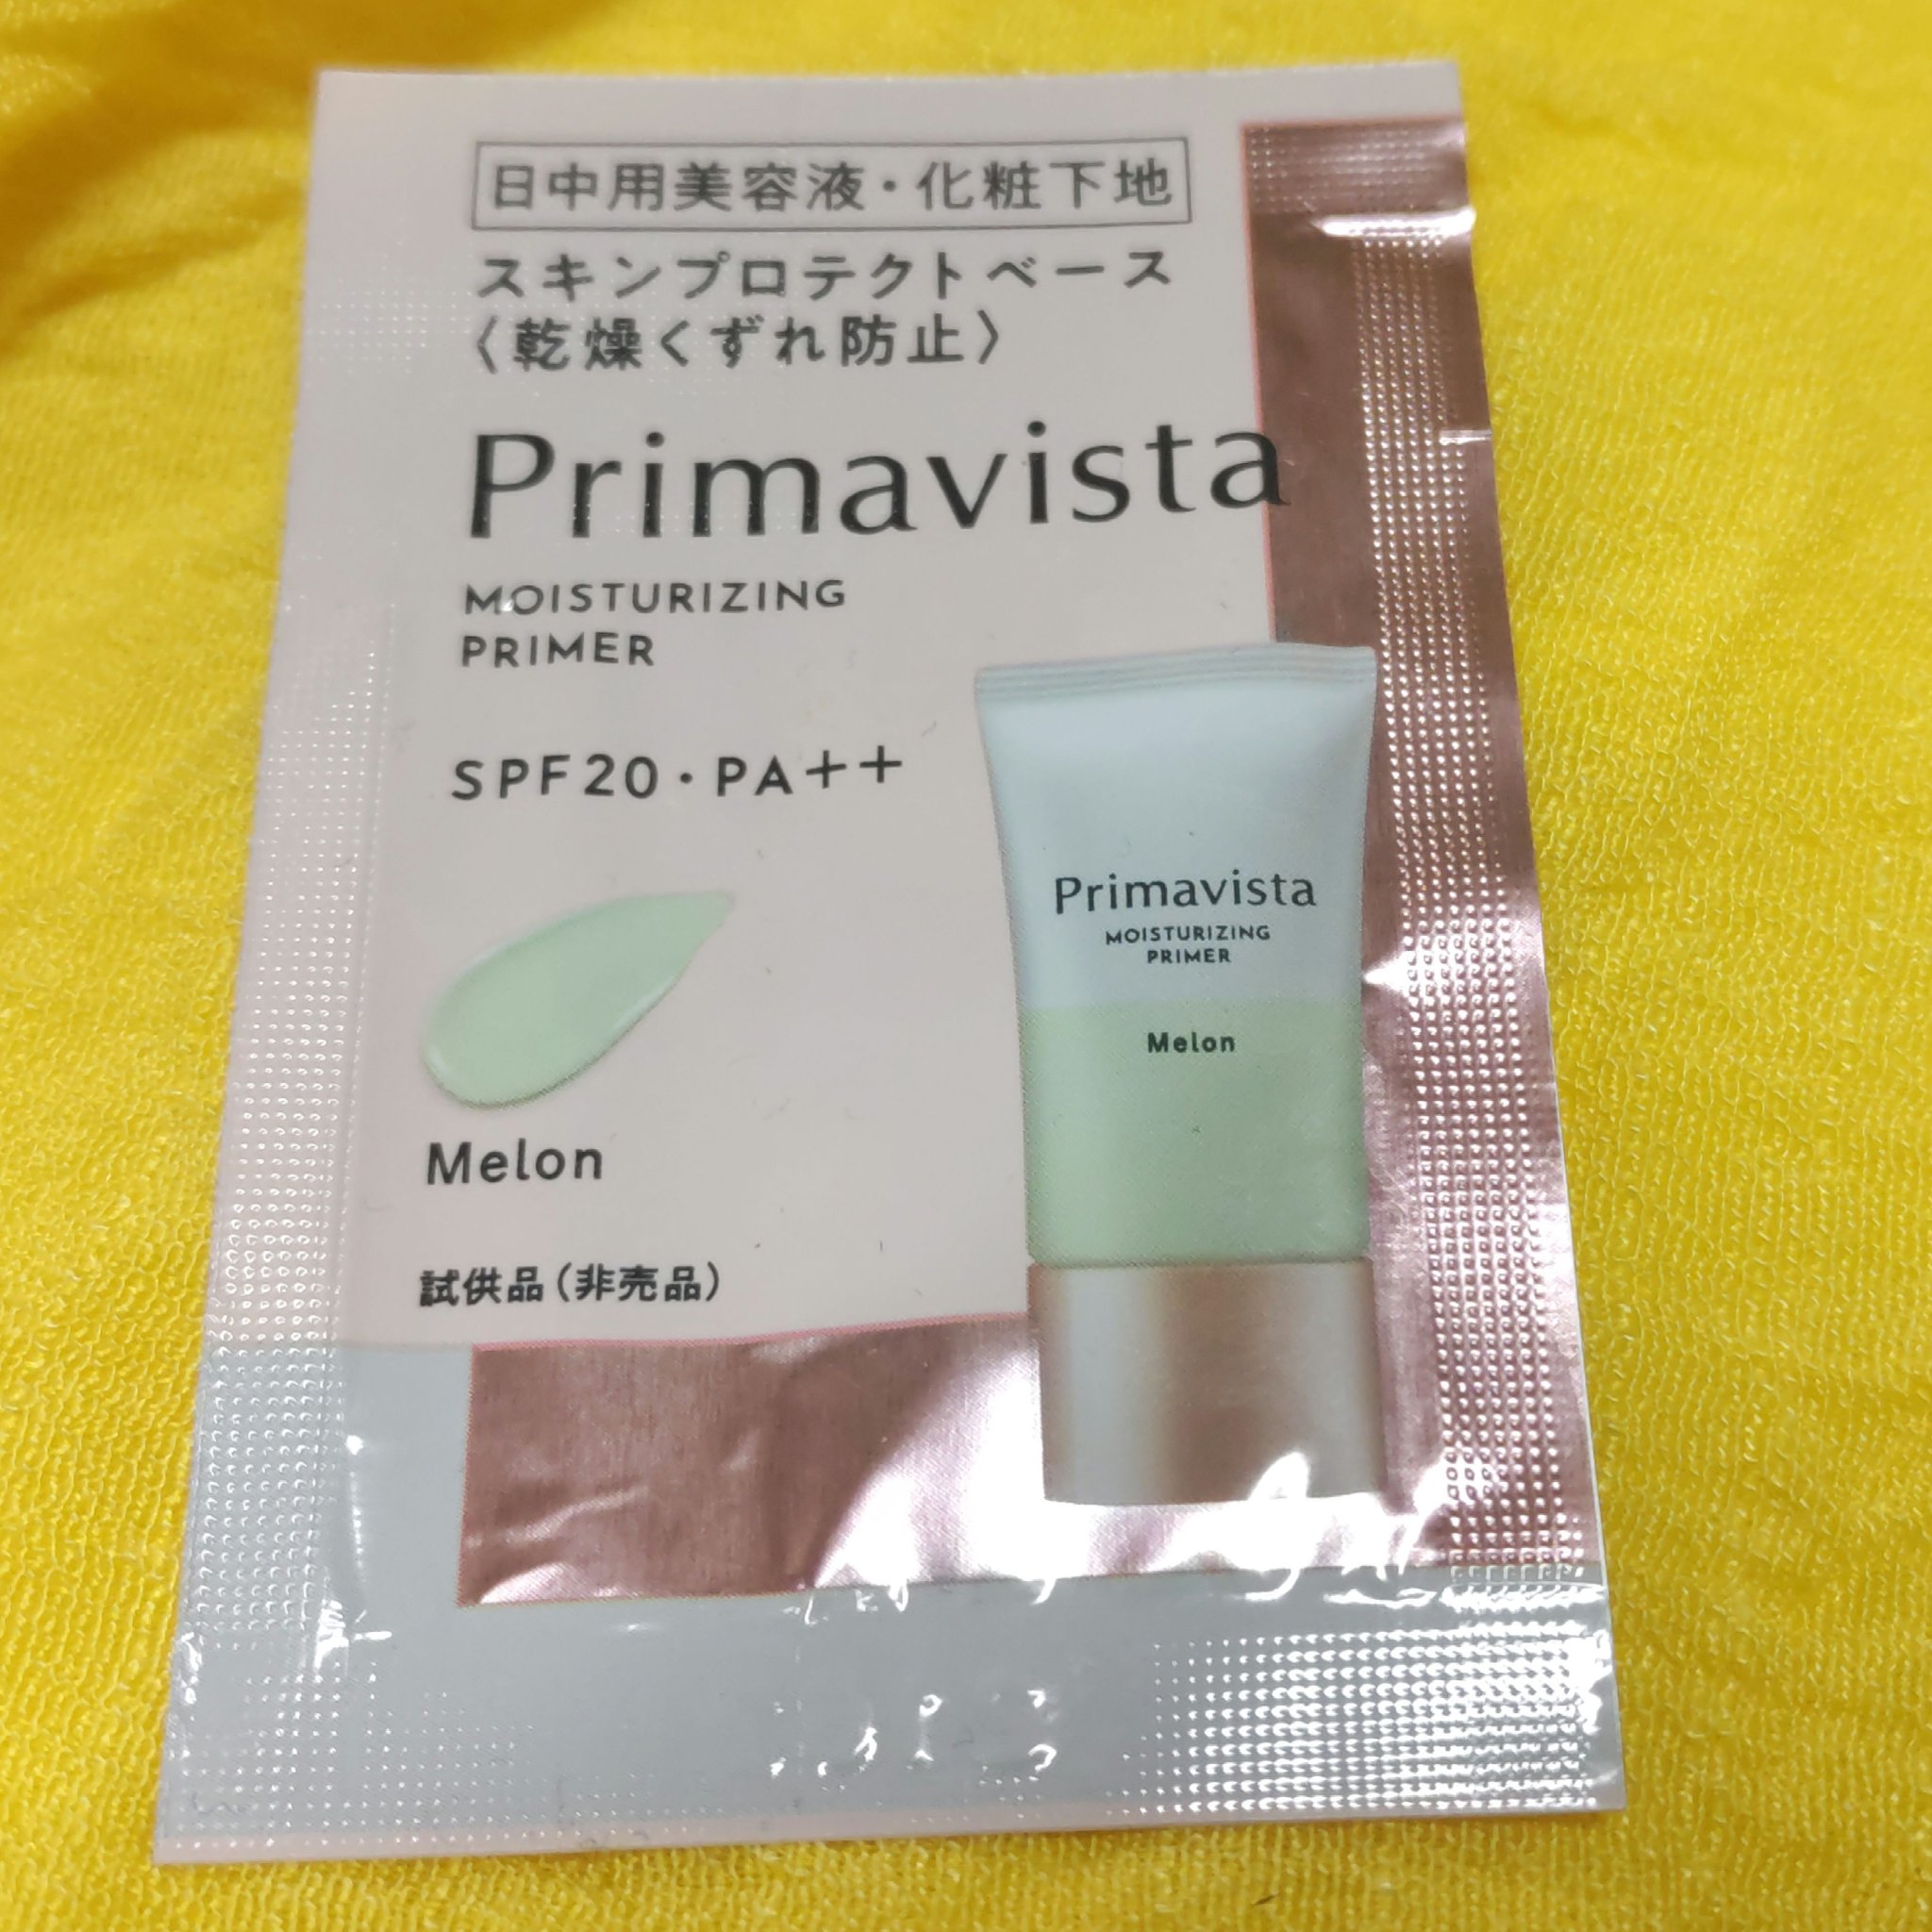 日中用美容液・化粧下地
スキンプロテクトベース
〈乾燥くずれ防止〉
Primavista
MOISTURIZING
PRIMER
SPF20・PA++
Melon
試供品(非売品)
Primavista
MOISTURIZING
PRIMER
Melon